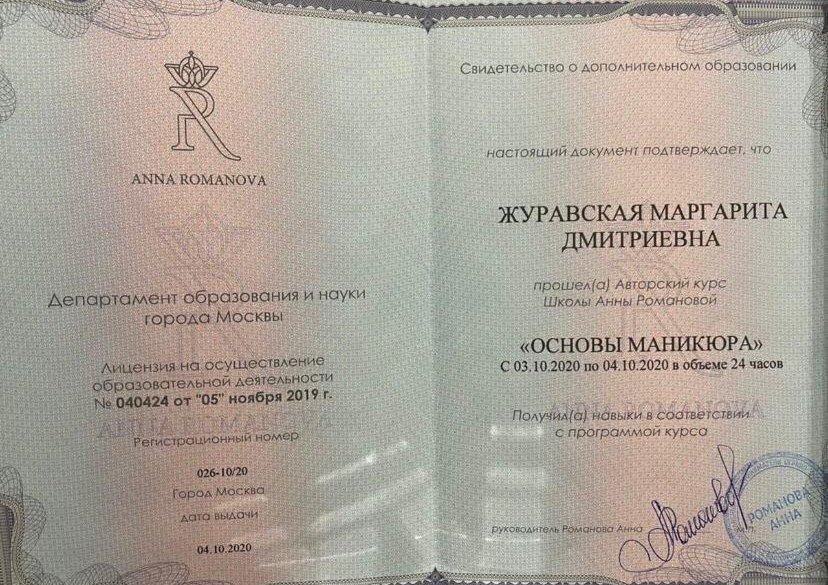 ANNA ROMANOVA
Департамент образования и науки
города Москвы
Лицензия на осуществление
образовательной деятельности
№ 040424 от "05" ноября 2019 г.
Регистрационный номер
026-10/20
Город Москва
дата выдачи
04.10.2020
Свидетельство о дополнительном образовании
настоящий документ подтверждает, что
ЖУРАВСКАЯ МАРГАРИТА
ДМИТРИЕВНА
прошел(а) Авторский курс
Школы Анны Романовой
«ОСНОВЫ МАНИКЮРА»
С 03.10.2020 по 04.10.2020 в объеме 24 часов
Получил(а) навыки в соответствии
с программой курса
руководитель Романова Анна
РОМАНОВА
АННА